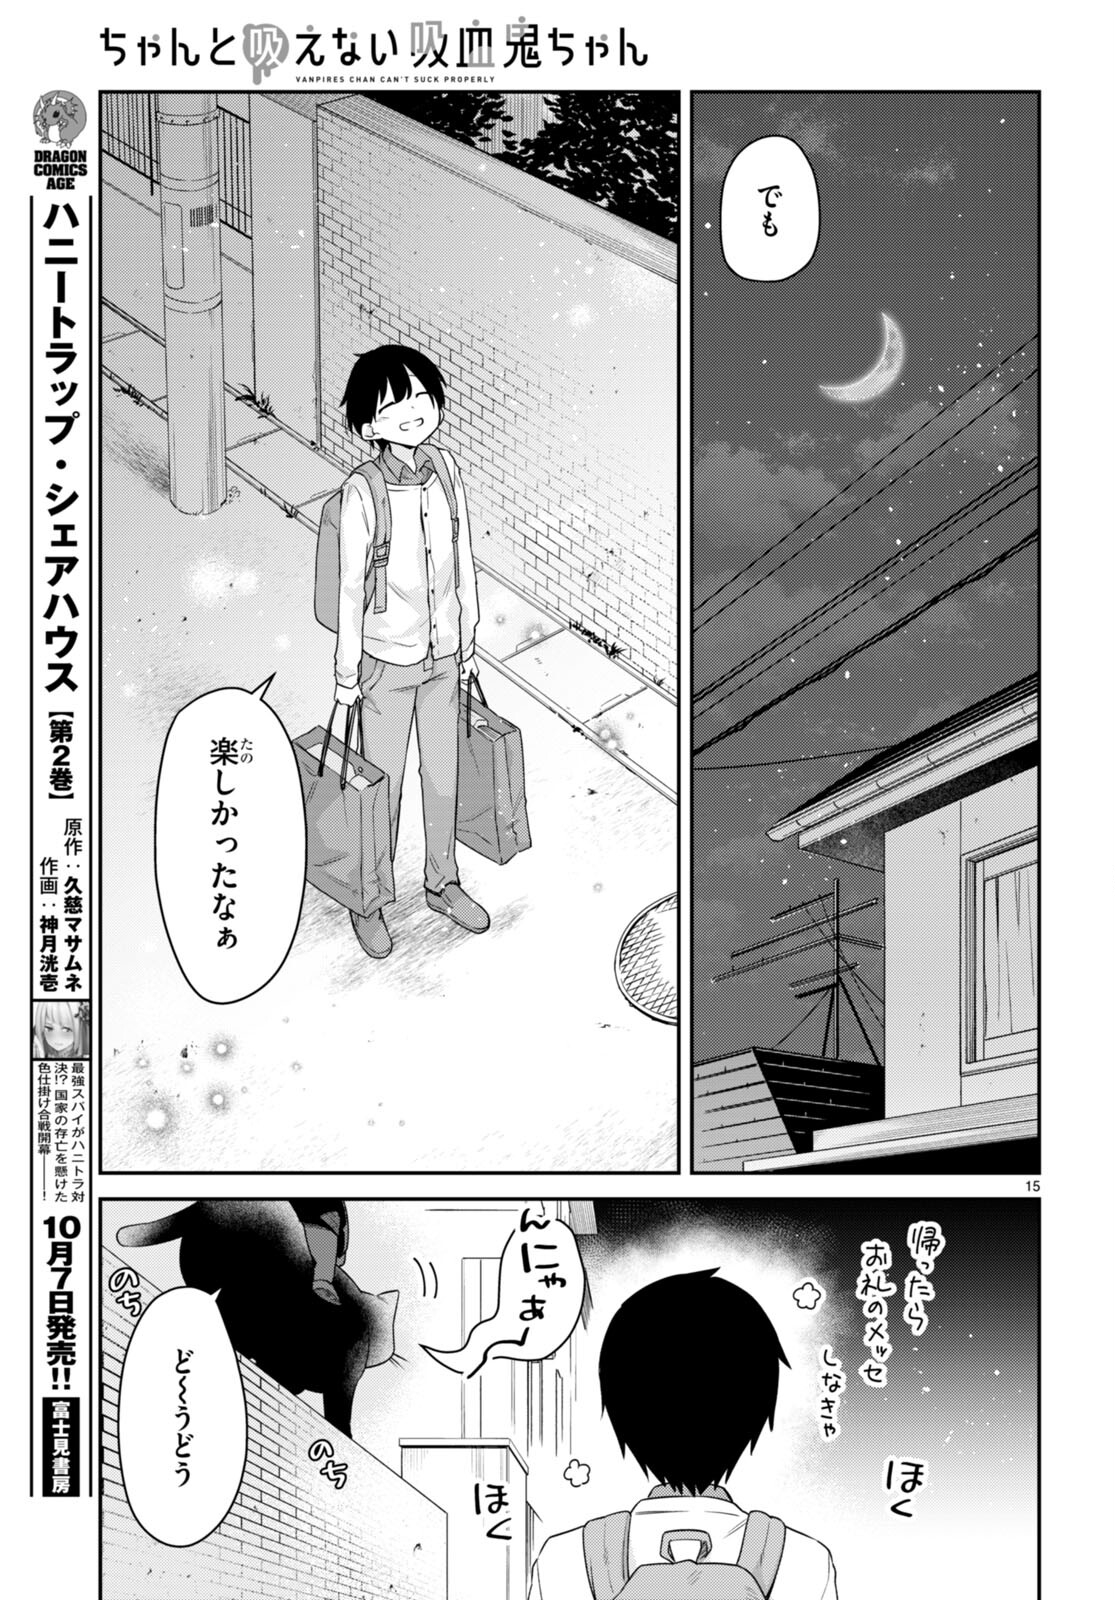 ちゃんと吸えない吸血鬼ちゃん
VANPIRES CHAN CAN'T SUCK PROPERLY
でも
楽しかったなぁ
たの
15
帰ったら
お礼のメッセ
しなきゃ
ほく
ほく
んにゃあ
のち
のち
ど〜うどう
DRAGON
COMICS
AGE
ハニートラップ・シェアハウス【第2巻】
原作：久慈マサムネ
作画：神月洸壱
最強スパイがハニトラ対
決!? 国家の存亡を懸けた
色仕掛け合戦開幕――！
10月7日発売!!
富士見書房